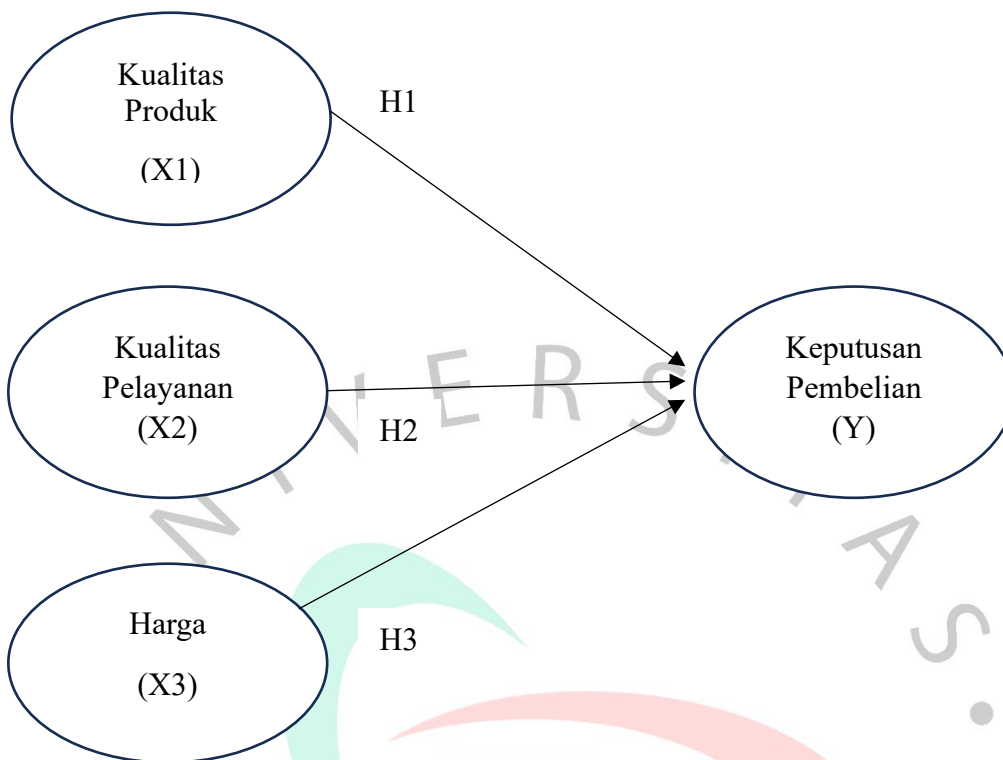 Kualitas
Produk
(X1)
H1
Kualitas
Pelayanan
(X2)
H2
Keputusan
Pembelian
(Y)
Harga
(X3)
H3